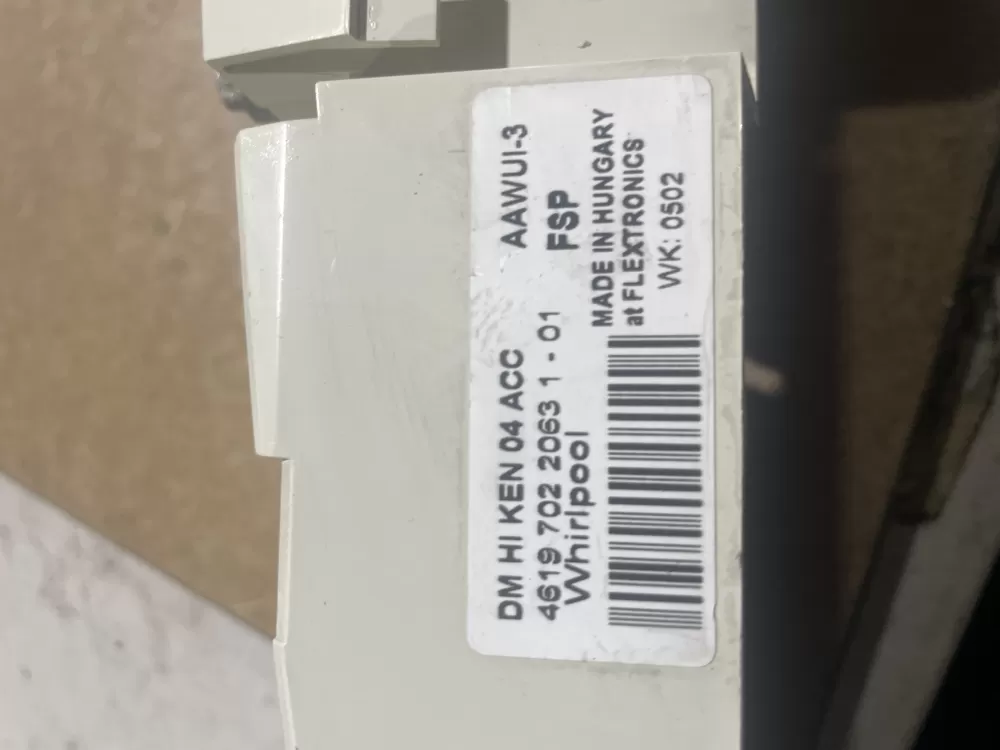 DM HI KEN 04 ACC AAWUI-3
4619 702 2063 1 - 01 FSP
Whirlpool
MADE IN HUNGARY
at FLEXTRONICS
WK: 0502